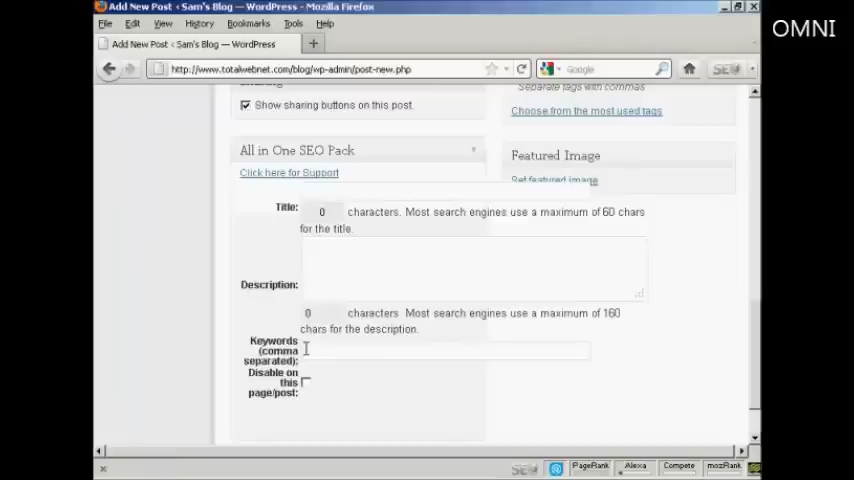 Add New Post ‹ Sam's Blog — WordPress - Mozilla Firefox
OMNI
File Edit View History Bookmarks Tools Help
Add New Post ‹ Sam's Blog — WordPress
http://www.totalwebnet.com/blog/wp-admin/post-new.php
Google
Separate tags with commas
Show sharing buttons on this post.
Choose from the most used tags
All in One SEO Pack
Featured Image
Click here for Support
Set featured image
Title:
0 characters. Most search engines use a maximum of 60 chars
for the title.
Description:
0 characters. Most search engines use a maximum of 160
chars for the description.
Keywords
(comma
separated):
Disable on
this
page/post:
PageRank Alexa Compete mozRank